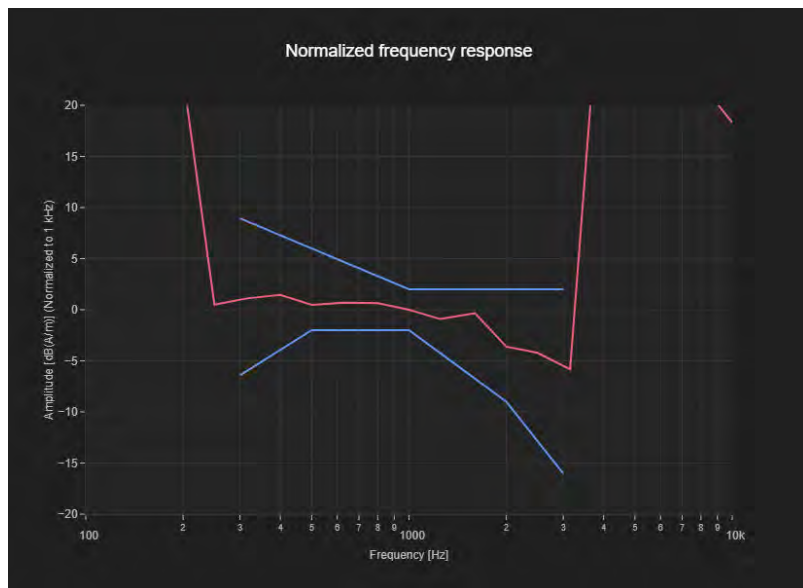 Normalized frequency response
Amplitude [dB(A/m)] (Normalized to 1 kHz)
20
15
10
5
0
−5
−10
−15
−20
100 2 3 4 5 6 7 8 9 1000 2 3 4 5 6 7 8 9 10k
Frequency [Hz]